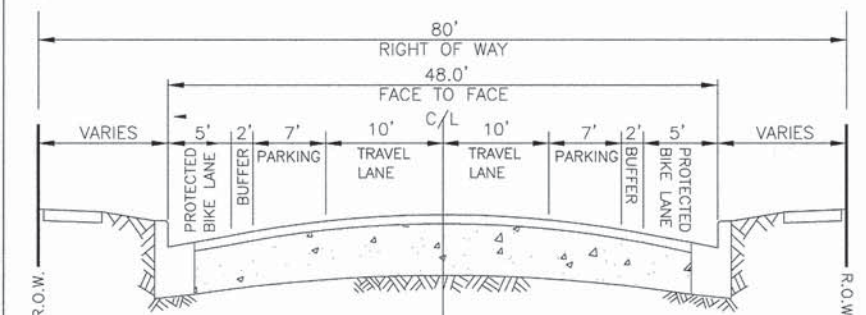 80'
RIGHT OF WAY
48.0'
FACE TO FACE
C/L
VARIES 5' 2' 7' 10' 10' 7' 2' 5' VARIES
PROTECTED
BIKE LANE
BUFFER
PARKING
TRAVEL
LANE
TRAVEL
LANE
PARKING
BUFFER
PROTECTED
BIKE LANE
R.O.W.
R.O.W.